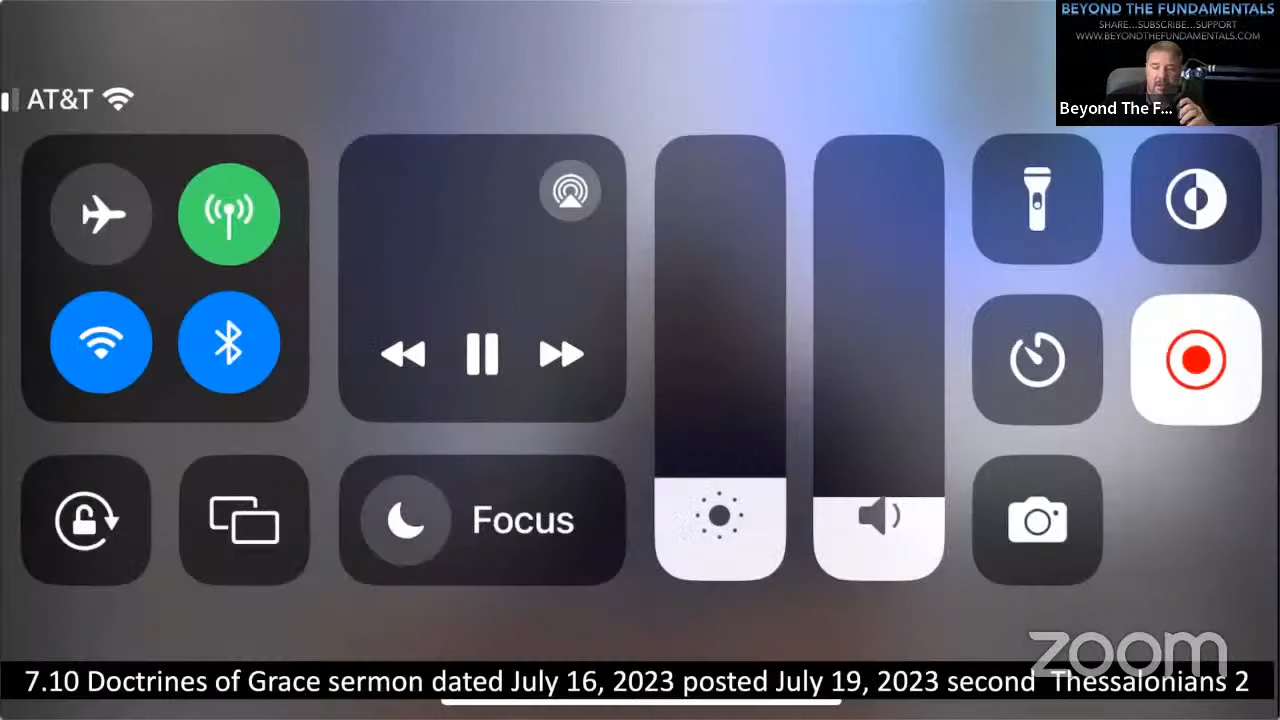 BEYOND THE FUNDAMENTALS
SHARE...SUBSCRIBE...SUPPORT
WWW.BEYONDTHEFUNDAMENTALS.COM
Beyond The F...
AT&T
Focus
zoom
7.10 Doctrines of Grace sermon dated July 16, 2023 posted July 19, 2023 second Thessalonians 2